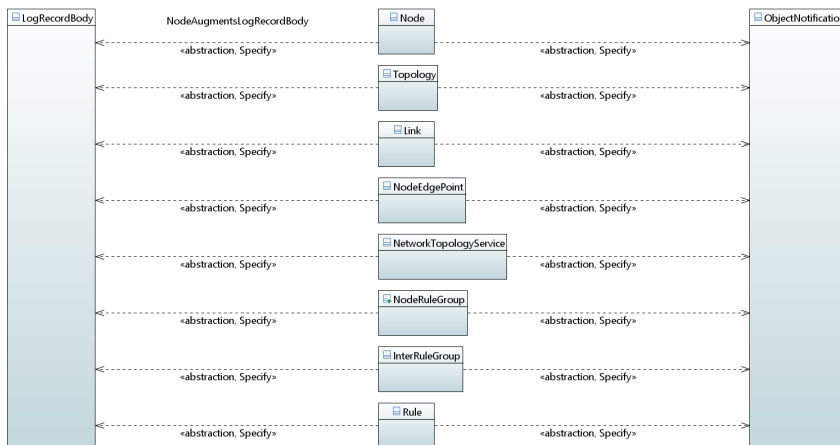 LogRecordBody
NodeAugmentsLogRecordBody
Node
ObjectNotificatio
«abstraction, Specify»
«abstraction, Specify»
Topology
«abstraction, Specify»
«abstraction, Specify»
Link
«abstraction, Specify»
«abstraction, Specify»
NodeEdgePoint
«abstraction, Specify»
«abstraction, Specify»
NetworkTopologyService
«abstraction, Specify»
«abstraction, Specify»
NodeRuleGroup
«abstraction, Specify»
«abstraction, Specify»
InterRuleGroup
«abstraction, Specify»
«abstraction, Specify»
Rule
«abstraction, Specify»
«abstraction, Specify»